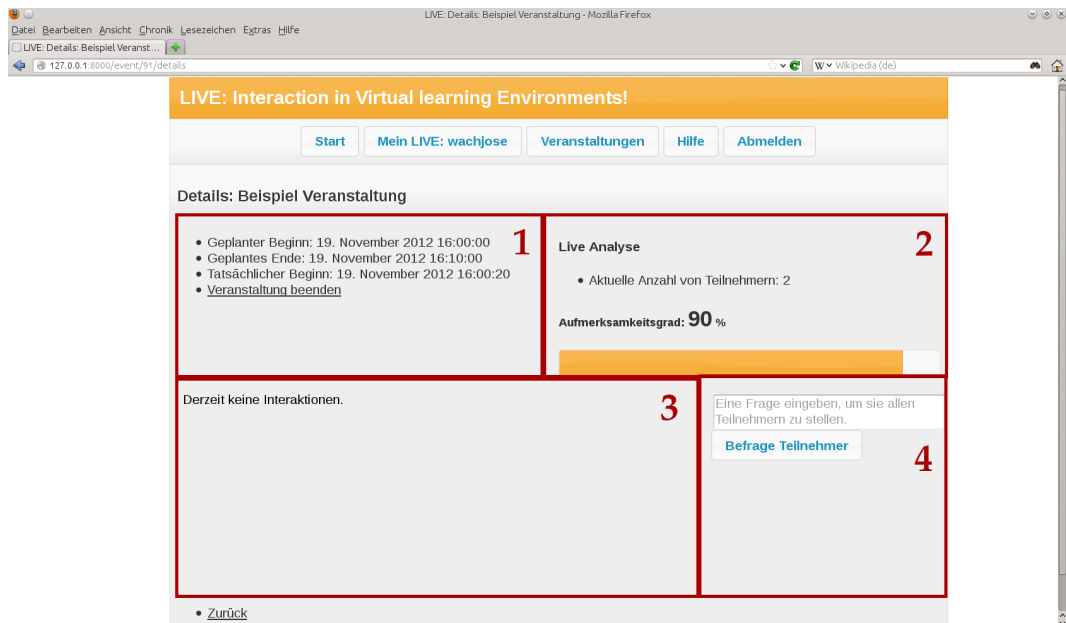 LIVE: Details: Beispiel Veranstaltung - Mozilla Firefox
Datei Bearbeiten Ansicht Chronik Lesezeichen Extras Hilfe
LIVE: Details: Beispiel Veranst...
127.0.0.1:8000/event/91/details
W Wikipedia (de)
LIVE: Interaction in Virtual learning Environments!
Start Mein LIVE: wachjose Veranstaltungen Hilfe Abmelden
Details: Beispiel Veranstaltung
Geplanter Beginn: 19. November 2012 16:00:00
Geplantes Ende: 19. November 2012 16:10:00
Tatsächlicher Beginn: 19. November 2012 16:00:20
Veranstaltung beenden
1
Live Analyse
2
Aktuelle Anzahl von Teilnehmern: 2
Aufmerksamkeitsgrad: 90 %
Derzeit keine Interaktionen.
3
Eine Frage eingeben, um sie allen
Teilnehmern zu stellen.
Befrage Teilnehmer
4
Zurück